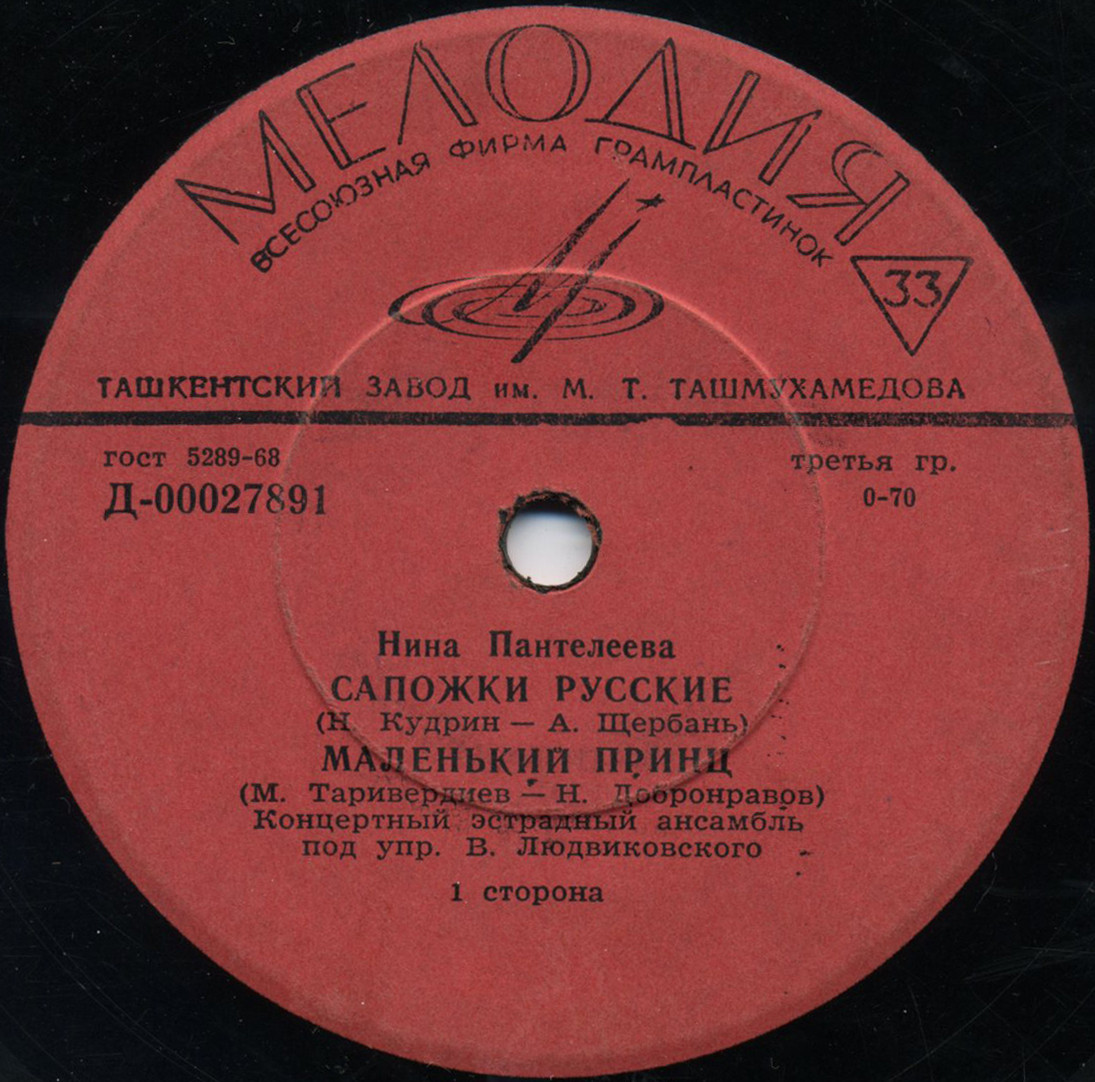 МЕЛОДИЯ
ВСЕСОЮЗНАЯ ФИРМА ГРАМПЛАСТИНОК
33
ТАШКЕНТСКИЙ ЗАВОД им. М. Т. ТАШМУХАМЕДОВА
гост 5289-68
третья гр.
Д-00027891
0-70
Нина Пантелеева
САПОЖКИ РУССКИЕ
(Н. Кудрин — А. Щербань)
МАЛЕНЬКИЙ ПРИНЦ
(М. Таривердиев — Н. Добронравов)
Концертный эстрадный ансамбль
под упр. В. Людвиковского
1 сторона